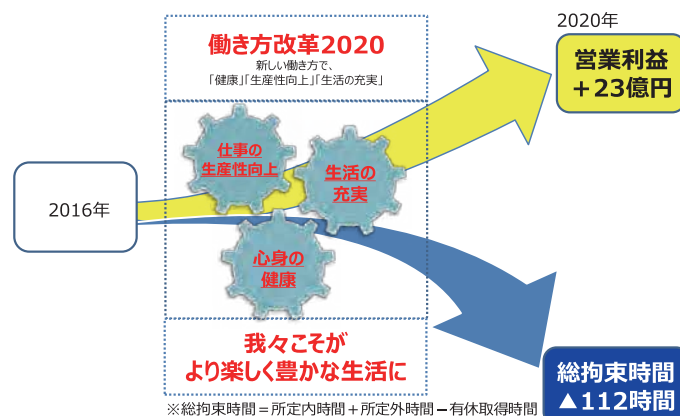 2020年
働き方改革2020
新しい働き方で、
「健康」「生産性向上」「生活の充実」
営業利益
+23億円
仕事の
生産性向上
生活の
充実
2016年
心身の
健康
我々こそが
より楽しく豊かな生活に
総拘束時間
▲112時間
※総拘束時間=所定内時間+所定外時間-有休取得時間